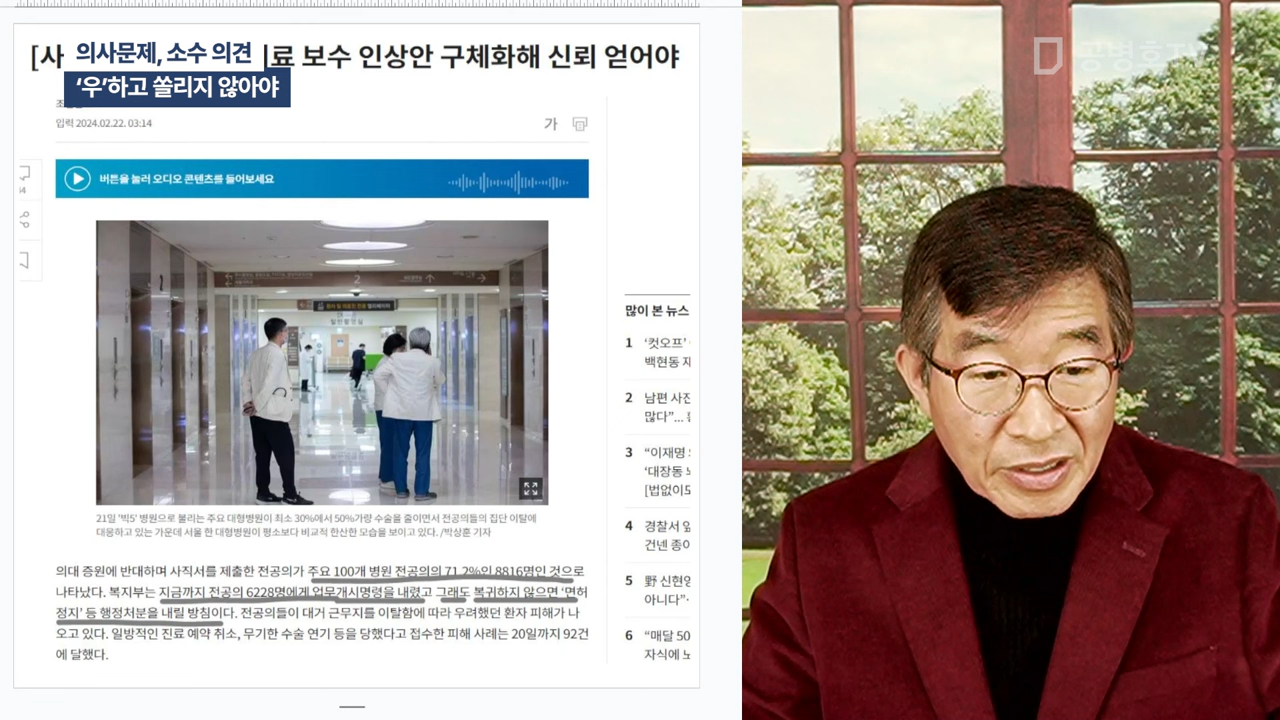 [사
의사문제, 소수 의견
료 보수 인상안 구체화해 신뢰 얻어야
'우'하고 쏠리지 않아야
입력 2024.02.22. 03:14
가
버튼을 눌러 오디오 콘텐츠를 들어보세요
2
21일 '빅5' 병원으로 불리는 주요 대형병원이 최소 30%에서 50%가량 수술을 줄이면서 전공의들의 집단 이탈에
대응하고 있는 가운데 서울 한 대형병원이 평소보다 비교적 한산한 모습을 보이고 있다. /박상훈 기자
의대 증원에 반대하며 사직서를 제출한 전공의가 주요 100개 병원 전공의의 71.2%인 8816명인 것으로
나타났다. 복지부는 지금까지 전공의 6228명에게 업무개시명령을 내렸고 그래도 복귀하지 않으면 '면허
정지' 등 행정처분을 내릴 방침이다. 전공의들이 대거 근무지를 이탈함에 따라 우려했던 환자 피해가 나
오고 있다. 일방적인 진료 예약 취소, 무기한 수술 연기 등을 당했다고 접수한 피해 사례는 20일까지 92건
에 달했다.
많이 본 뉴스
1 '컷오프'
백현동 지
2 남편 사진
많다"...
3 "이재명
'대장동
[법없이도
4 경찰서 앞
건넨 종이
5 野 신현영
아니다"
6 "매달 50
자식에 노
공병호TV